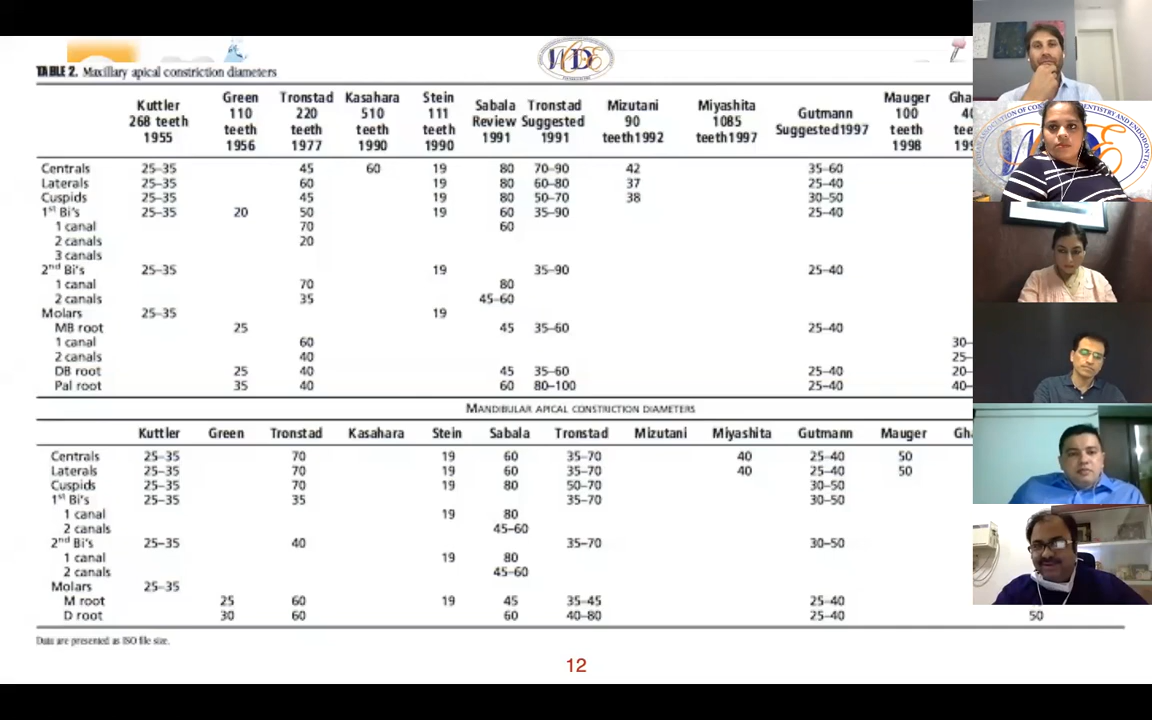 WDCE
TABLE 2. Maxillary apical constriction diameters
Kuttler 268 teeth 1955 Green 110 teeth 1956 Tronstad 220 teeth 1977 Kasahara 510 teeth 1990 Stein 111 teeth 1990 Sabala Review 1991 Tronstad Suggested 1991 Mizutani 90 teeth1992 Miyashita 1085 teeth1997 Gutmann Suggested1997 Mauger 100 teeth 1998
Centrals 25–35 45 60 19 80 70–90 42 35–60
Laterals 25–35 60 19 80 60–80 37 25–40
Cuspids 25–35 45 19 80 50–70 38 30–50
1st Bi's 25–35 20 50 19 60 35–90 25–40
1 canal 70 60
2 canals 20
3 canals
2nd Bi's 25–35 19 35–90 25–40
1 canal 70 80
2 canals 35 45–60
Molars 25–35 19
MB root 25 45 35–60 25–40
1 canal 60 30–
2 canals 40 25–
DB root 25 40 45 35–60 25–40 20–
Pal root 35 40 60 80–100 25–40 40–
MANDIBULAR APICAL CONSTRICTION DIAMETERS
Kuttler Green Tronstad Kasahara Stein Sabala Tronstad Mizutani Miyashita Gutmann Mauger
Centrals 25–35 70 19 60 35–70 40 25–40 50
Laterals 25–35 70 19 60 35–70 40 25–40 50
Cuspids 25–35 70 19 80 50–70 30–50
1st Bi's 25–35 35 35–70 30–50
1 canal 19 80
2 canals 45–60
2nd Bi's 25–35 40 35–70 30–50
1 canal 19 80
2 canals 45–60
Molars 25–35
M root 25 60 19 45 35–45 25–40
D root 30 60 60 40–80 25–40 50
Data are presented as ISO file size.
12